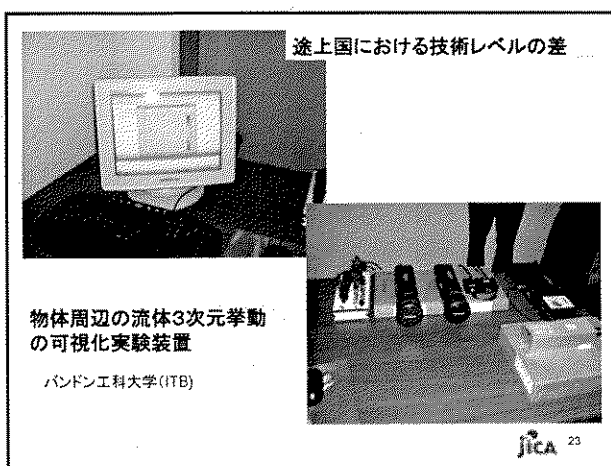 途上国における技術レベルの差
物体周辺の流体3次元挙動
の可視化実験装置
バンドン工科大学(ITB)
jICA 23